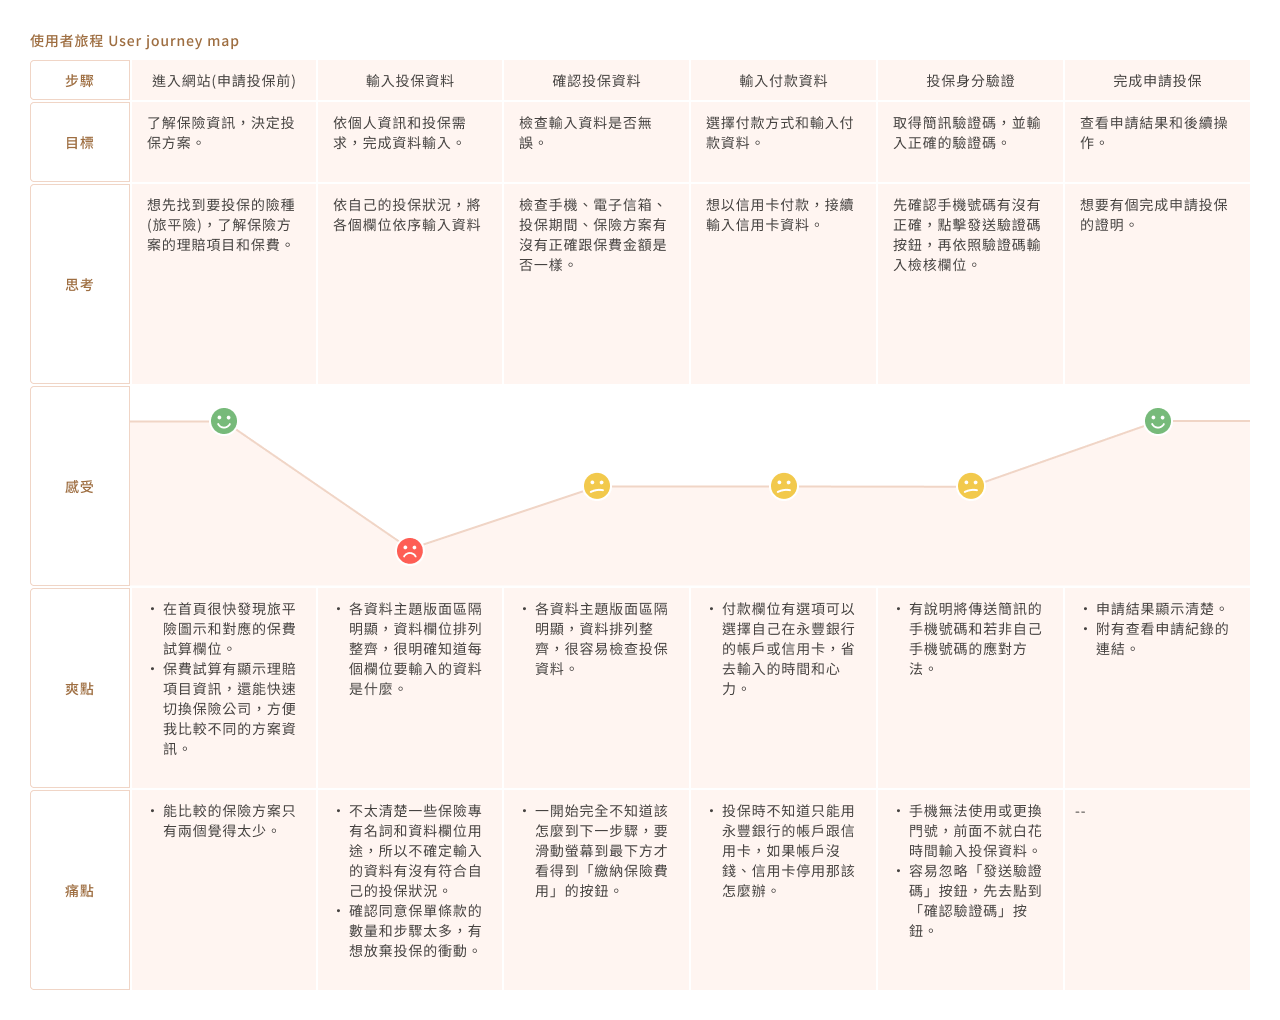 使用者旅程 User journey map
步驟
進入網站(申請投保前)
輸入投保資料
確認投保資料
輸入付款資料
投保身分驗證
完成申請投保
目標
了解保險資訊，決定投
保方案。
依個人資訊和投保需
求，完成資料輸入。
檢查輸入資料是否無
誤。
選擇付款方式和輸入付
款資料。
取得簡訊驗證碼，並輸
入正確的驗證碼。
查看申請結果和後續操
作。
思考
想先找到要投保的險種
(旅平險)，了解保險方
案的理賠項目和保費。
依自己的投保狀況，將
各個欄位依序輸入資料
檢查手機、電子信箱、
投保期間、保險方案有
沒有正確跟保費金額是
否一樣。
想以信用卡付款，接續
輸入信用卡資料。
先確認手機號碼有沒有
正確，點擊發送驗證碼
按鈕，再依照驗證碼輸
入檢核欄位。
想要有個完成申請投保
的證明。
感受
爽點
• 在首頁很快發現旅平
險圖示和對應的保費
試算欄位。
• 保費試算有顯示理賠
項目資訊，還能快速
切換保險公司，方便
我比較不同的方案資
訊。
• 各資料主題版面區隔
明顯，資料欄位排列
整齊，很明確知道每
個欄位要輸入的資料
是什麼。
• 各資料主題版面區隔
明顯，資料排列整
齊，很容易檢查投保
資料。
• 付款欄位有選項可以
選擇自己在永豐銀行
的帳戶或信用卡，省
去輸入的時間和心
力。
• 有說明將傳送簡訊的
手機號碼和若非自己
手機號碼的應對方
法。
• 申請結果顯示清楚。
• 附有查看申請紀錄的
連結。
痛點
• 能比較的保險方案只
有兩個覺得太少。
• 不太清楚一些保險專
有名詞和資料欄位用
途，所以不確定輸入
的資料有沒有符合自
己的投保狀況。
• 確認同意保單條款的
數量和步驟太多，有
想放棄投保的衝動。
• 一開始完全不知道該
怎麼到下一步驟，要
滑動螢幕到最下方才
看得到「繳納保險費
用」的按鈕。
• 投保時不知道只能用
永豐銀行的帳戶跟信
用卡，如果帳戶沒
錢、信用卡停用那該
怎麼辦。
• 手機無法使用或更換
門號，前面不就白花
時間輸入投保資料。
• 容易忽略「發送驗證
碼」按鈕，先去點到
「確認驗證碼」按
鈕。
--